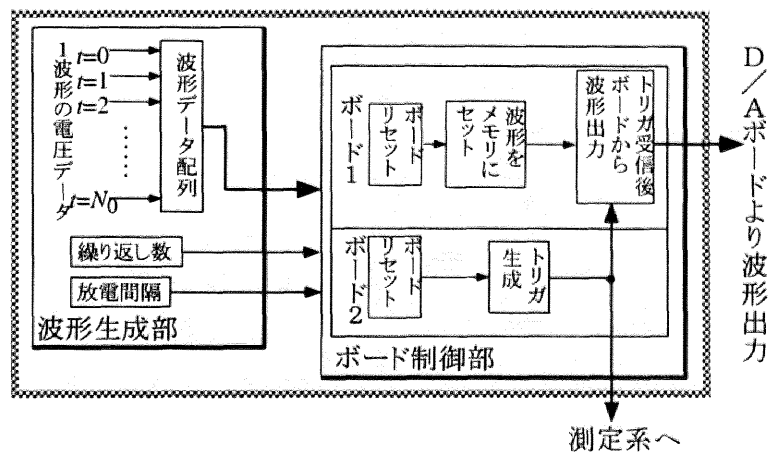 1波形の電圧データ
t=0
t=1
t=2
……
t=N₀
波形データ配列
繰り返し数
放電間隔
波形生成部
ボード1
ボード
リセット
波形を
メモリに
セット
トリガ受信後
ボードから
波形出力
ボード2
ボード
リセット
トリガ
生成
ボード制御部
D/Aボードより波形出力
測定系へ